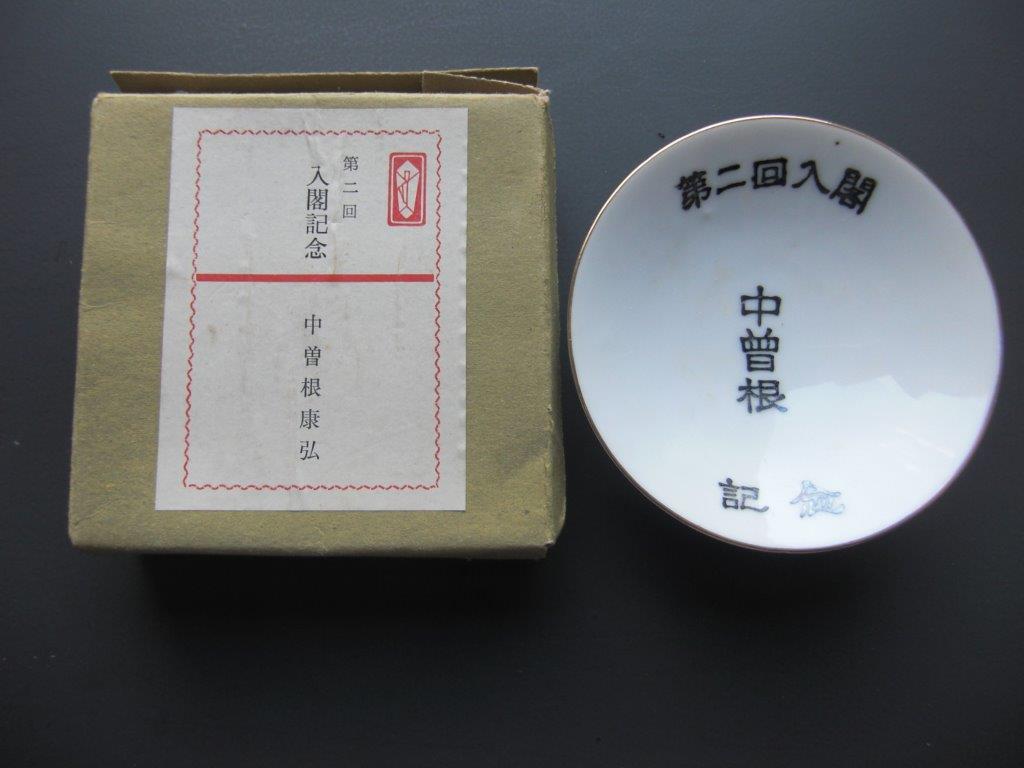 第二回
入閣記念
中曽根康弘
第二回入閣
中曽根
記